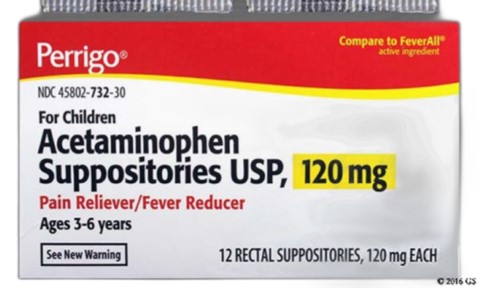 Perrigo®
Compare to FeverAll®
active ingredient
NDC 45802-732-30
For Children
Acetaminophen
Suppositories USP, 120 mg
Pain Reliever/Fever Reducer
Ages 3-6 years
See New Warning
12 RECTAL SUPPOSITORIES, 120 mg EACH
© 2016 GS